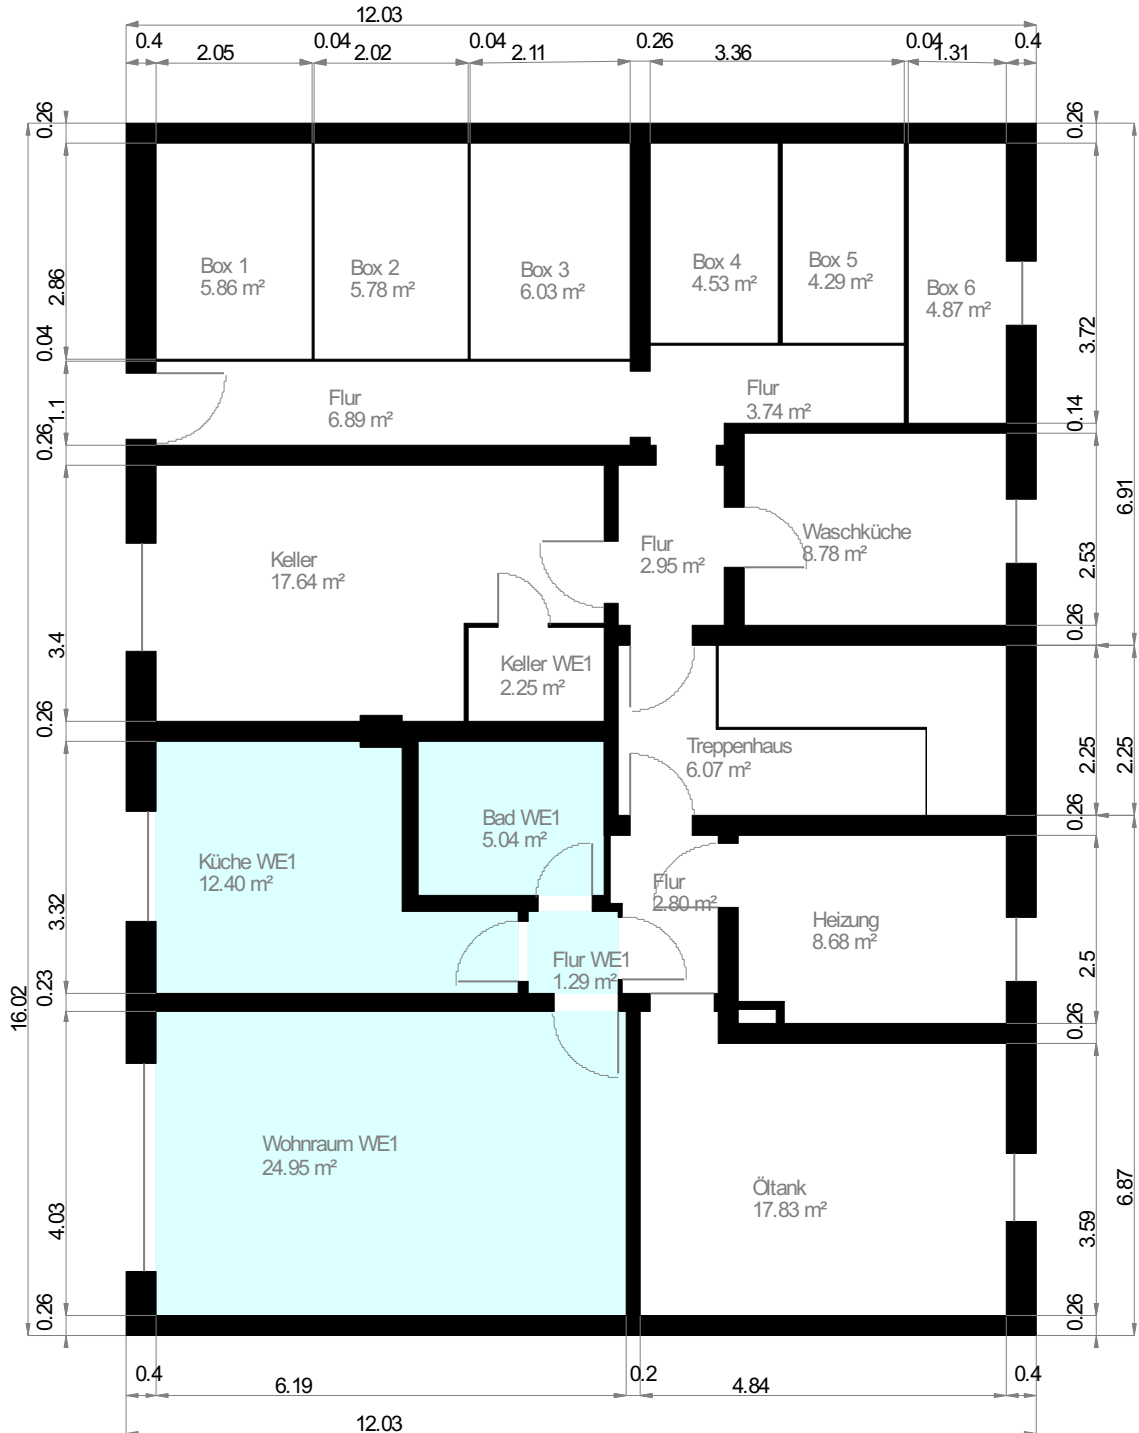 12.03
0.4
0.04
0.04
0.26
0.04
0.4
2.05
2.02
2.11
3.36
1.31
0.26
2.86
0.04
1.1
0.26
3.4
0.26
3.32
0.23
4.03
0.26
16.02
Box 1
5.86 m²
Box 2
5.78 m²
Box 3
6.03 m²
Box 4
4.53 m²
Box 5
4.29 m²
Box 6
4.87 m²
Flur
6.89 m²
Flur
3.74 m²
Keller
17.64 m²
Flur
2.95 m²
Waschküche
8.78 m²
Keller WE1
2.25 m²
Treppenhaus
6.07 m²
Bad WE1
5.04 m²
Küche WE1
12.40 m²
Flur
2.80 m²
Heizung
8.68 m²
Flur WE1
1.29 m²
Wohnraum WE1
24.95 m²
Öltank
17.83 m²
0.26
3.72
0.14
2.53
0.26
2.25
0.26
2.5
0.26
3.59
0.26
6.91
2.25
6.87
0.4
6.19
0.2
4.84
0.4
12.03